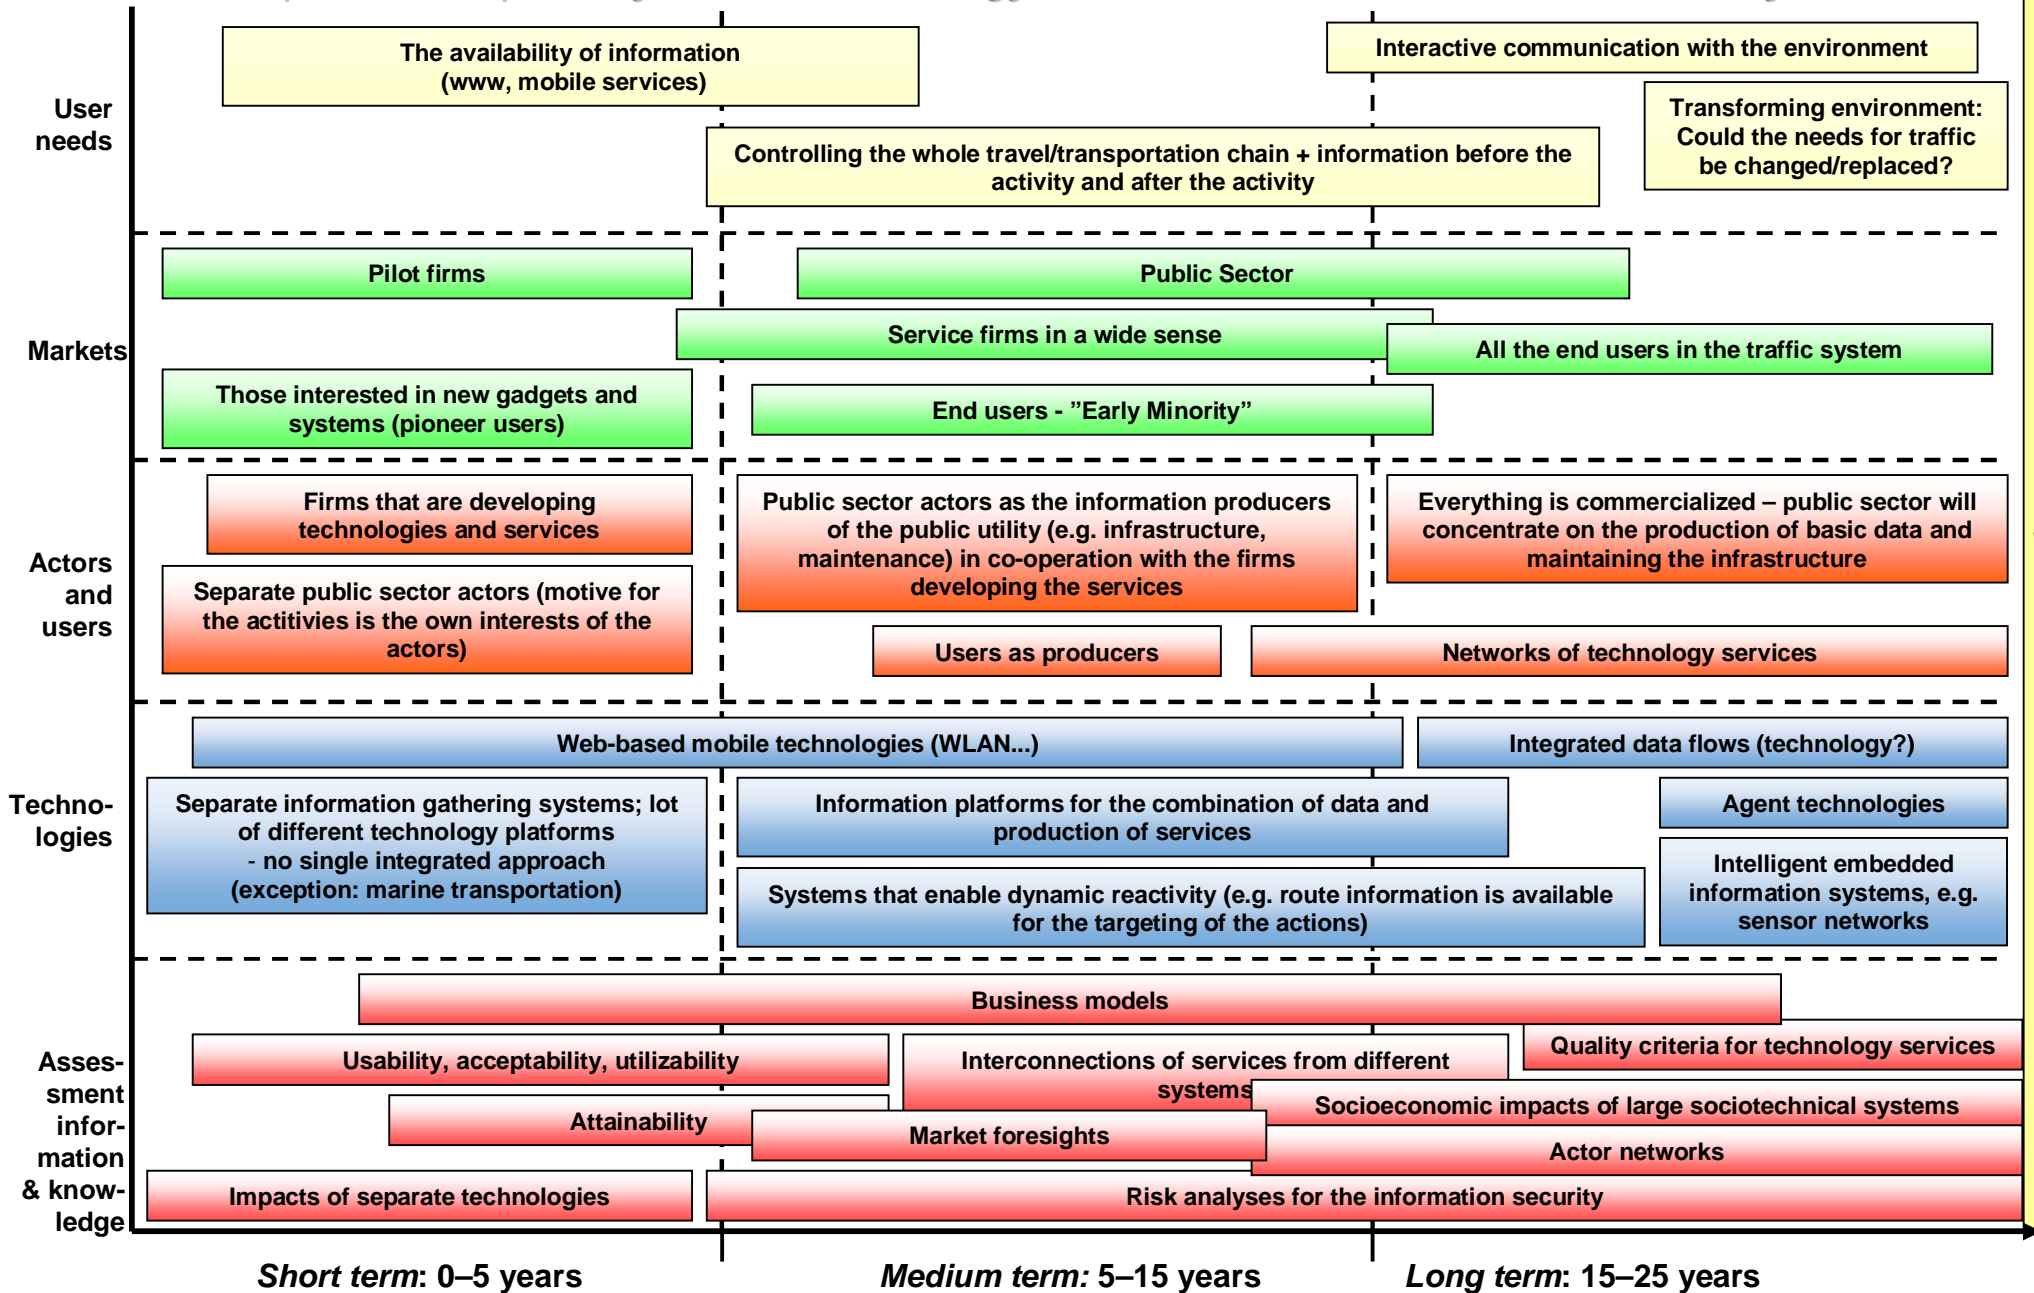 User
needs
The availability of information
(www, mobile services)
Interactive communication with the environment
Transforming environment:
Could the needs for traffic
be changed/replaced?
Controlling the whole travel/transportation chain + information before the
activity and after the activity
Markets
Pilot firms
Public Sector
Service firms in a wide sense
All the end users in the traffic system
Those interested in new gadgets and
systems (pioneer users)
End users - ”Early Minority”
Actors
and
users
Firms that are developing
technologies and services
Public sector actors as the information producers
of the public utility (e.g. infrastructure,
maintenance) in co-operation with the firms
developing the services
Everything is commercialized – public sector will
concentrate on the production of basic data and
maintaining the infrastructure
Separate public sector actors (motive for
the actitivies is the own interests of the
actors)
Users as producers
Networks of technology services
Techno-
logies
Web-based mobile technologies (WLAN...)
Integrated data flows (technology?)
Separate information gathering systems; lot
of different technology platforms
- no single integrated approach
(exception: marine transportation)
Information platforms for the combination of data and
production of services
Agent technologies
Systems that enable dynamic reactivity (e.g. route information is available
for the targeting of the actions)
Intelligent embedded
information systems, e.g.
sensor networks
Asses-
sment
infor-
mation
& know-
ledge
Business models
Usability, acceptability, utilizability
Interconnections of services from different
systems
Quality criteria for technology services
Attainability
Market foresights
Socioeconomic impacts of large sociotechnical systems
Actor networks
Impacts of separate technologies
Risk analyses for the information security
Short term: 0–5 years
Medium term: 5–15 years
Long term: 15–25 years